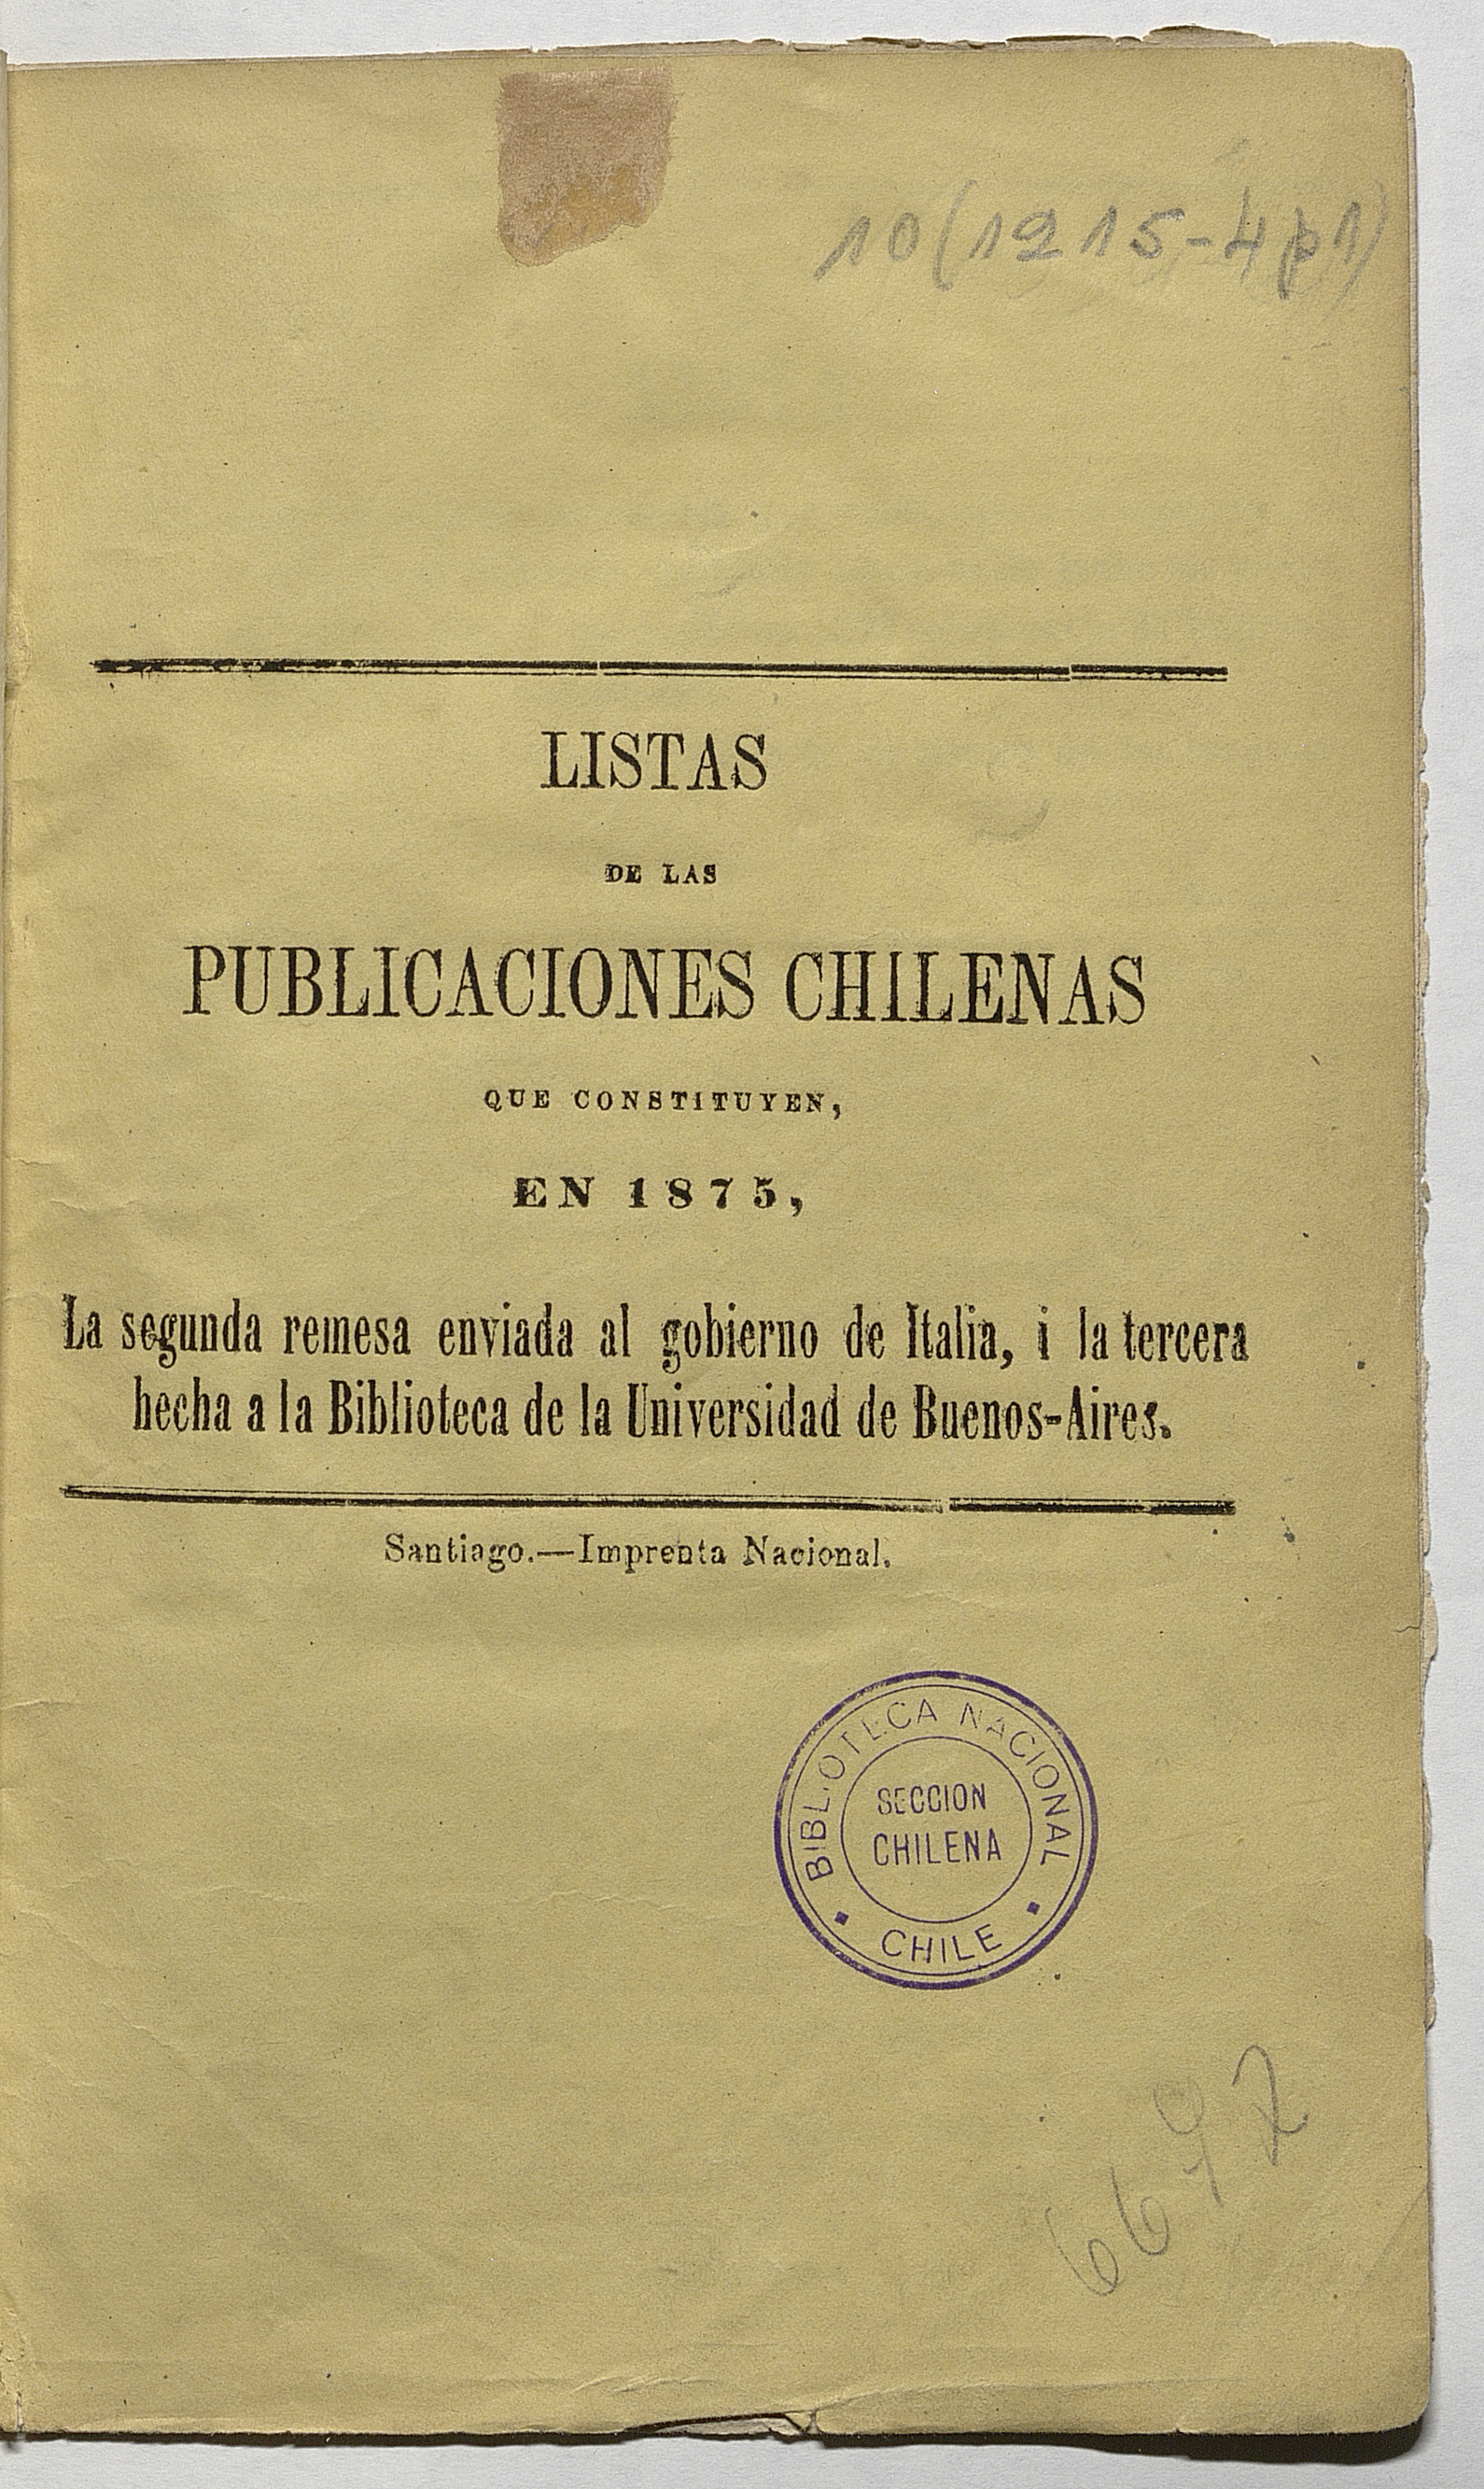 10(1215-4p1)
LISTAS
DE LAS
PUBLICACIONES CHILENAS
QUE CONSTITUYEN,
EN 1875,
La segunda remesa enviada al gobierno de Italia, i la tercera
hecha a la Biblioteca de la Universidad de Buenos-Aires.
Santiago.—Imprenta Nacional.
BIBLIOTECA NACIONAL
SECCION
CHILENA
CHILE